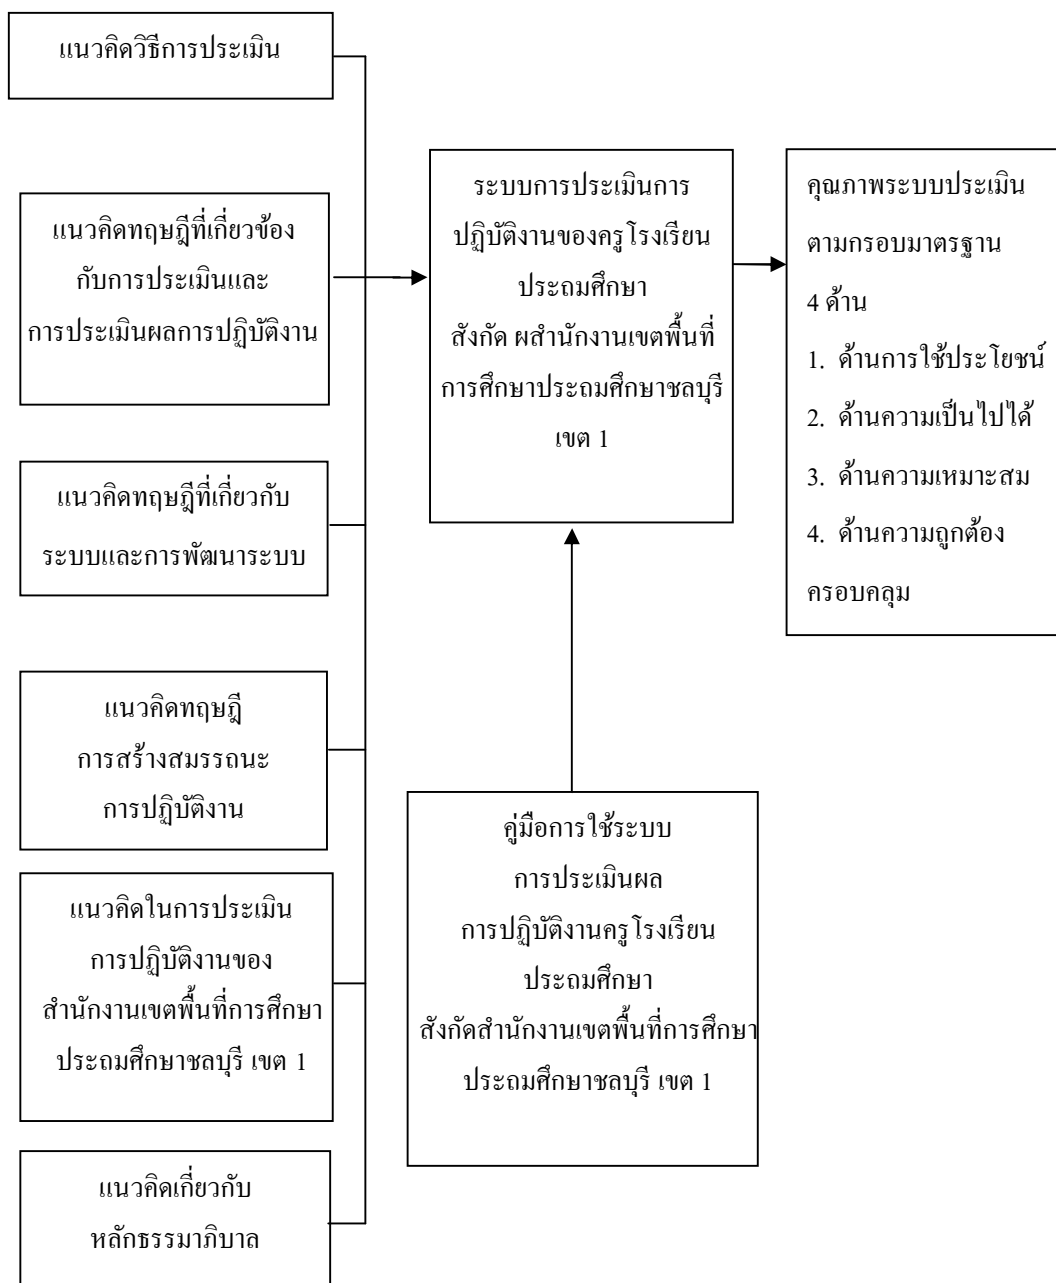 แนวคิดวิธีการประเมิน
แนวคิดทฤษฎีที่เกี่ยวข้อง
กับการประเมินและ
การประเมินผลการปฏิบัติงาน
แนวคิดทฤษฎีที่เกี่ยวกับ
ระบบและการพัฒนาระบบ
แนวคิดทฤษฎี
การสร้างสมรรถนะ
การปฏิบัติงาน
แนวคิดในการประเมิน
การปฏิบัติงานของ
สำนักงานเขตพื้นที่การศึกษา
ประถมศึกษาชลบุรี เขต 1
แนวคิดเกี่ยวกับ
หลักธรรมาภิบาล
ระบบการประเมินการ
ปฏิบัติงานของครูโรงเรียน
ประถมศึกษา
สังกัด ผสำนักงานเขตพื้นที่
การศึกษาประถมศึกษาชลบุรี
เขต 1
คู่มือการใช้ระบบ
การประเมินผล
การปฏิบัติงานครูโรงเรียน
ประถมศึกษา
สังกัดสำนักงานเขตพื้นที่การศึกษา
ประถมศึกษาชลบุรี เขต 1
คุณภาพระบบประเมิน
ตามกรอบมาตรฐาน
4 ด้าน
1. ด้านการใช้ประโยชน์
2. ด้านความเป็นไปได้
3. ด้านความเหมาะสม
4. ด้านความถูกต้อง
ครอบคลุม